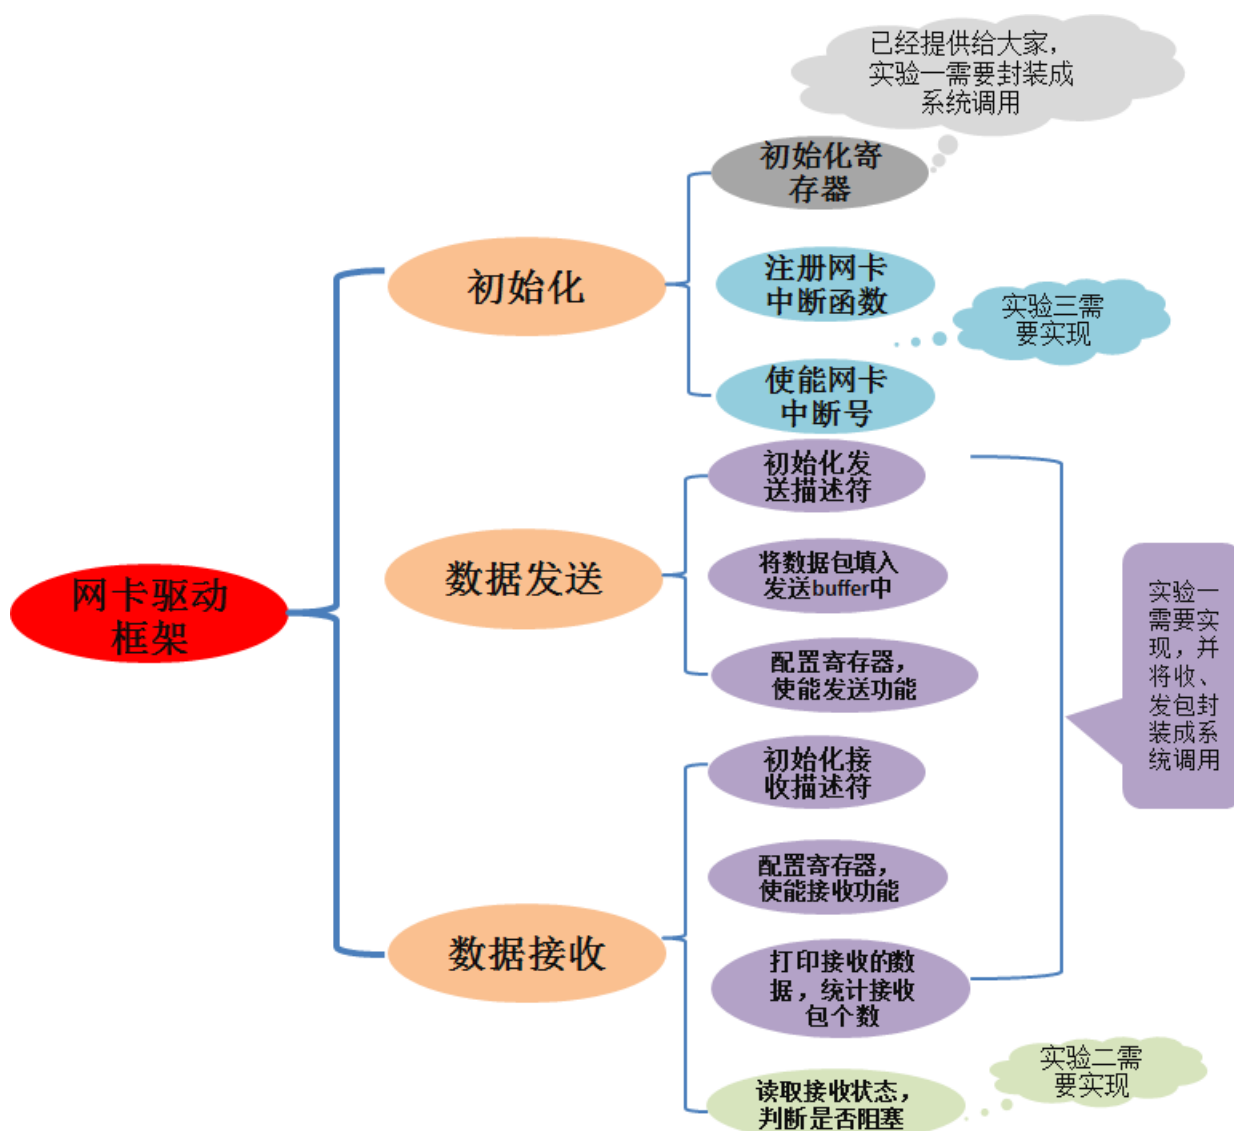 已经提供给大家，
实验一需要封装成
系统调用
初始化寄
存器
初始化
注册网卡
中断函数
实验三需
要实现
使能网卡
中断号
初始化发
送描述符
数据发送
将数据包填入
发送buffer中
网卡驱动
框架
实验一
需要实
现，并
将收、
发包封
装成系
统调用
配置寄存器，
使能发送功能
初始化接
收描述符
配置寄存器，
使能接收功能
数据接收
打印接收的数
据，统计接收
包个数
实验二需
要实现
读取接收状态，
判断是否阻塞